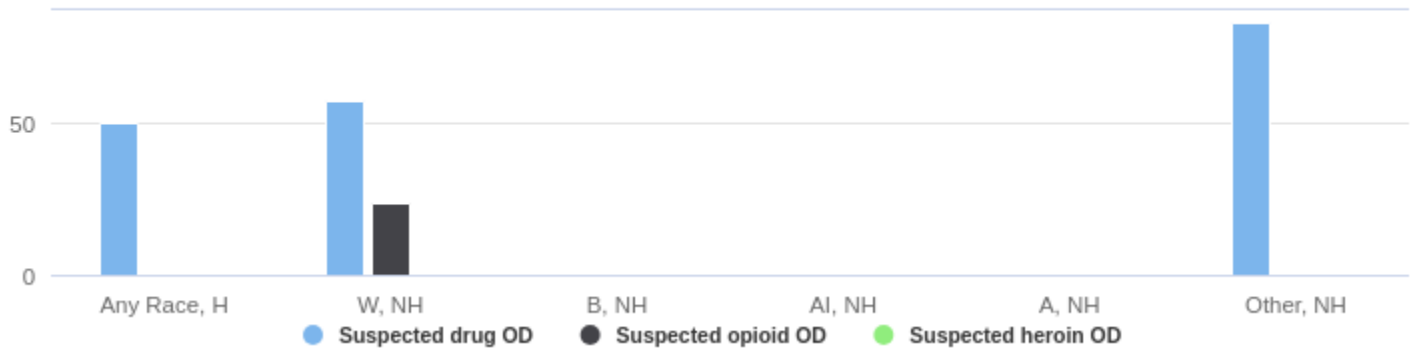 50
0
Any Race, H W, NH B, NH AI, NH A, NH Other, NH
Suspected drug OD Suspected opioid OD Suspected heroin OD